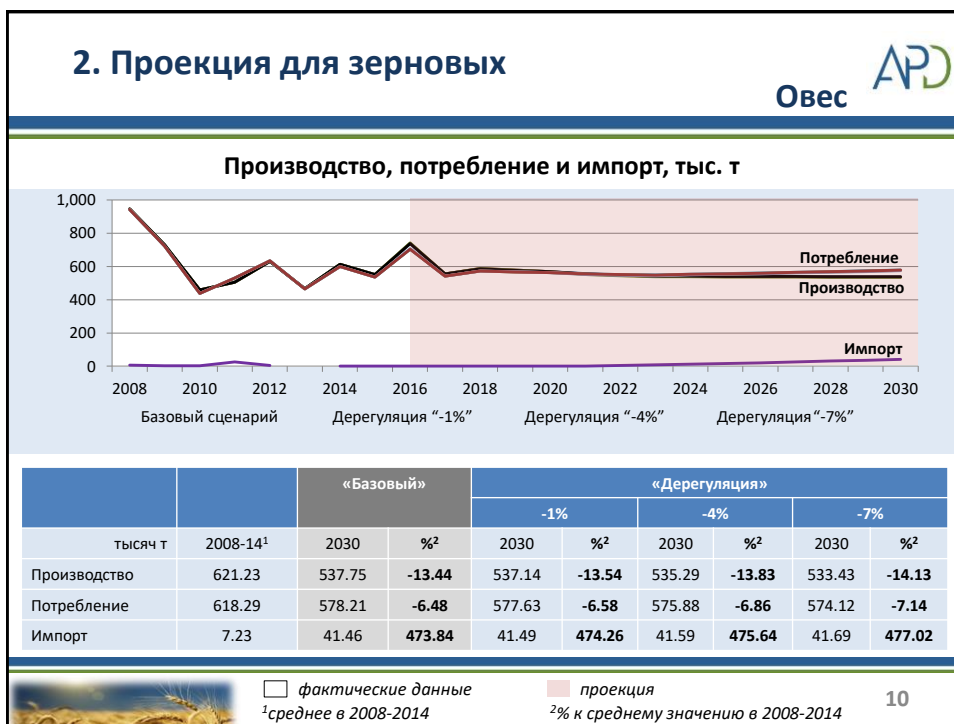 2. Проекция для зерновых
Овес
APD
Производство, потребление и импорт, тыс. т
1,000
800
600
400
200
0
Потребление
Производство
Импорт
2008 2010 2012 2014 2016 2018 2020 2022 2024 2026 2028 2030
Базовый сценарий Дерегуляция “-1%” Дерегуляция “-4%” Дерегуляция “-7%”
«Базовый» «Дерегуляция»
-1% -4% -7%
тысяч т 2008-14¹ 2030 %² 2030 %² 2030 %² 2030 %²
Производство 621.23 537.75 -13.44 537.14 -13.54 535.29 -13.83 533.43 -14.13
Потребление 618.29 578.21 -6.48 577.63 -6.58 575.88 -6.86 574.12 -7.14
Импорт 7.23 41.46 473.84 41.49 474.26 41.59 475.64 41.69 477.02
фактические данные проекция
¹среднее в 2008-2014 ²% к среднему значению в 2008-2014
10